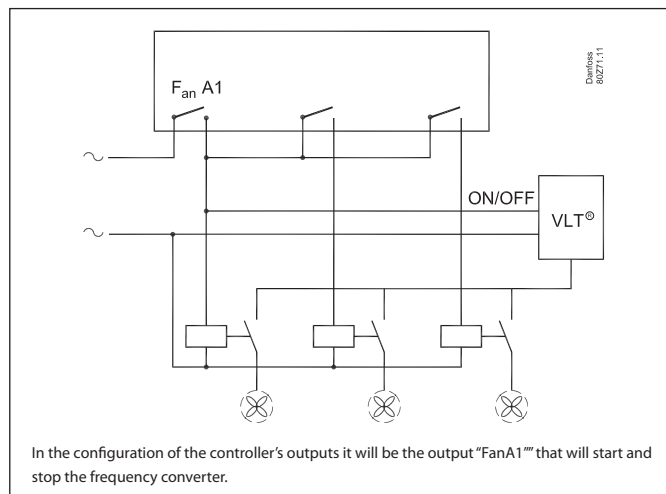 Danfoss
80Z71.11
Fan A1
ON/OFF
VLT®
In the configuration of the controller's outputs it will be the output "FanA1"" that will start and
stop the frequency converter.